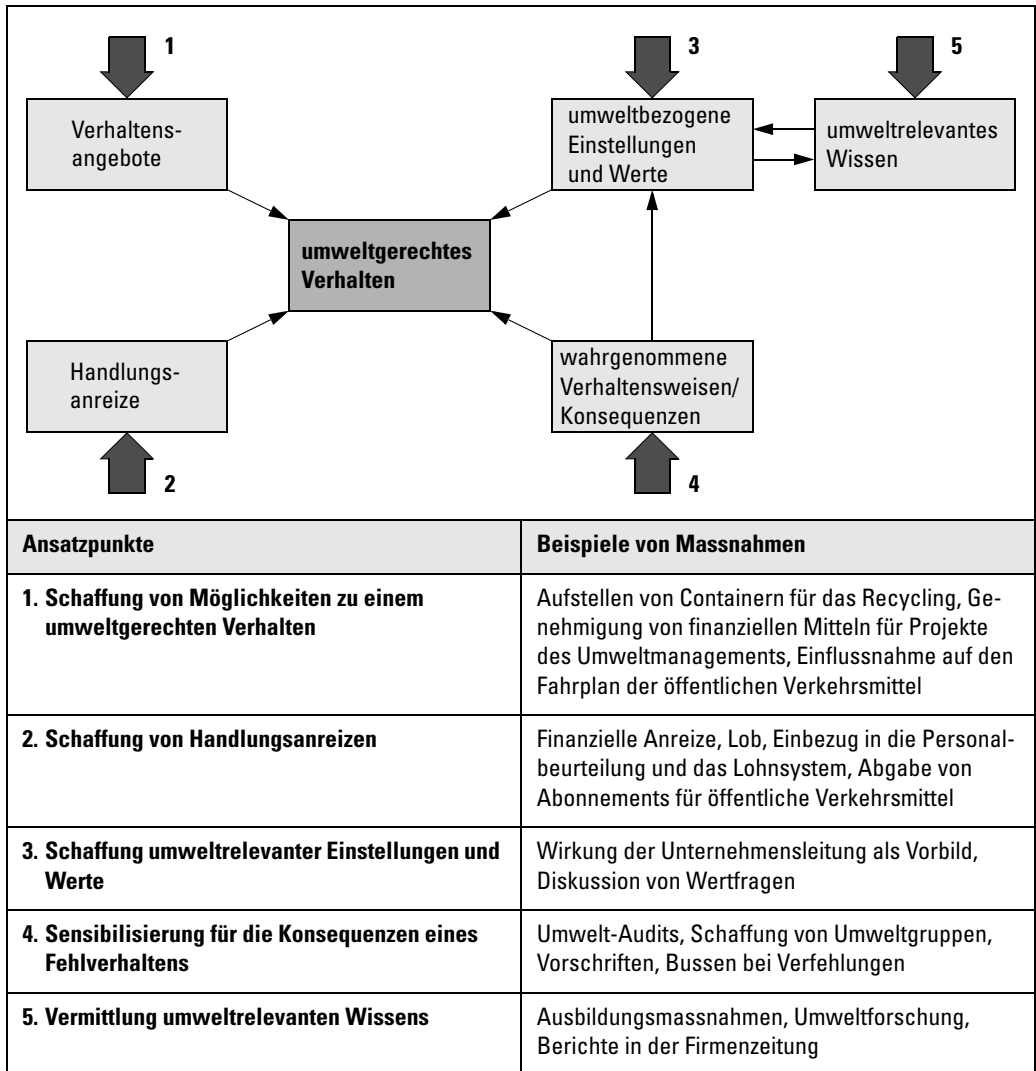 1
3
5
Verhaltens-
angebote
umweltbezogene
Einstellungen
und Werte
umweltrelevantes
Wissen
umweltgerechtes
Verhalten
Handlungs-
anreize
wahrgenommene
Verhaltensweisen/
Konsequenzen
2
4
Ansatzpunkte
Beispiele von Massnahmen
1. Schaffung von Möglichkeiten zu einem
umweltgerechten Verhalten
Aufstellen von Containern für das Recycling, Ge-
nehmigung von finanziellen Mitteln für Projekte
des Umweltmanagements, Einflussnahme auf den
Fahrplan der öffentlichen Verkehrsmittel
2. Schaffung von Handlungsanreizen
Finanzielle Anreize, Lob, Einbezug in die Personal-
beurteilung und das Lohnsystem, Abgabe von
Abonnements für öffentliche Verkehrsmittel
3. Schaffung umweltrelevanter Einstellungen und
Werte
Wirkung der Unternehmensleitung als Vorbild,
Diskussion von Wertfragen
4. Sensibilisierung für die Konsequenzen eines
Fehlverhaltens
Umwelt-Audits, Schaffung von Umweltgruppen,
Vorschriften, Bussen bei Verfehlungen
5. Vermittlung umweltrelevanten Wissens
Ausbildungsmassnahmen, Umweltforschung,
Berichte in der Firmenzeitung